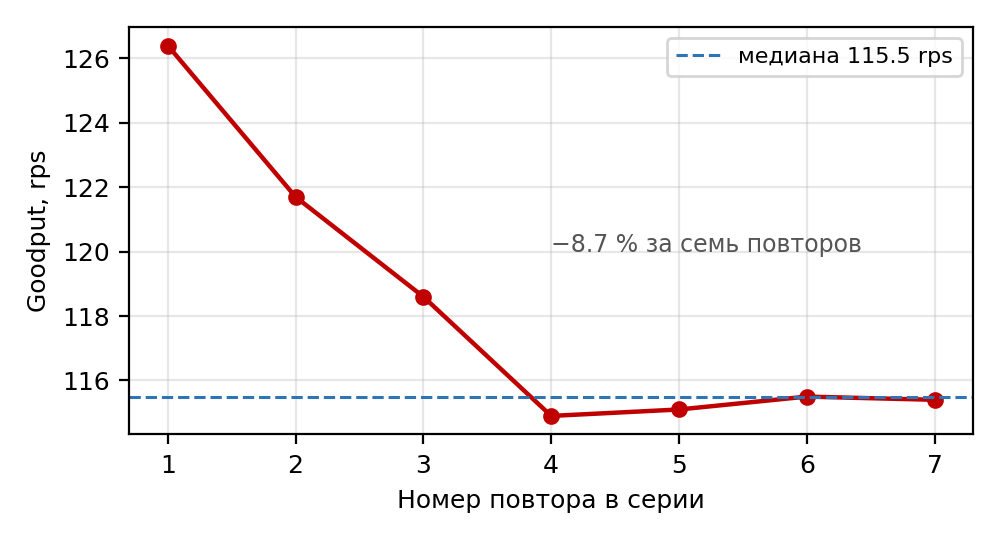 126
124
122
120
118
116
Goodput, rps
медиана 115.5 rps
−8.7 % за семь повторов
1 2 3 4 5 6 7
Номер повтора в серии